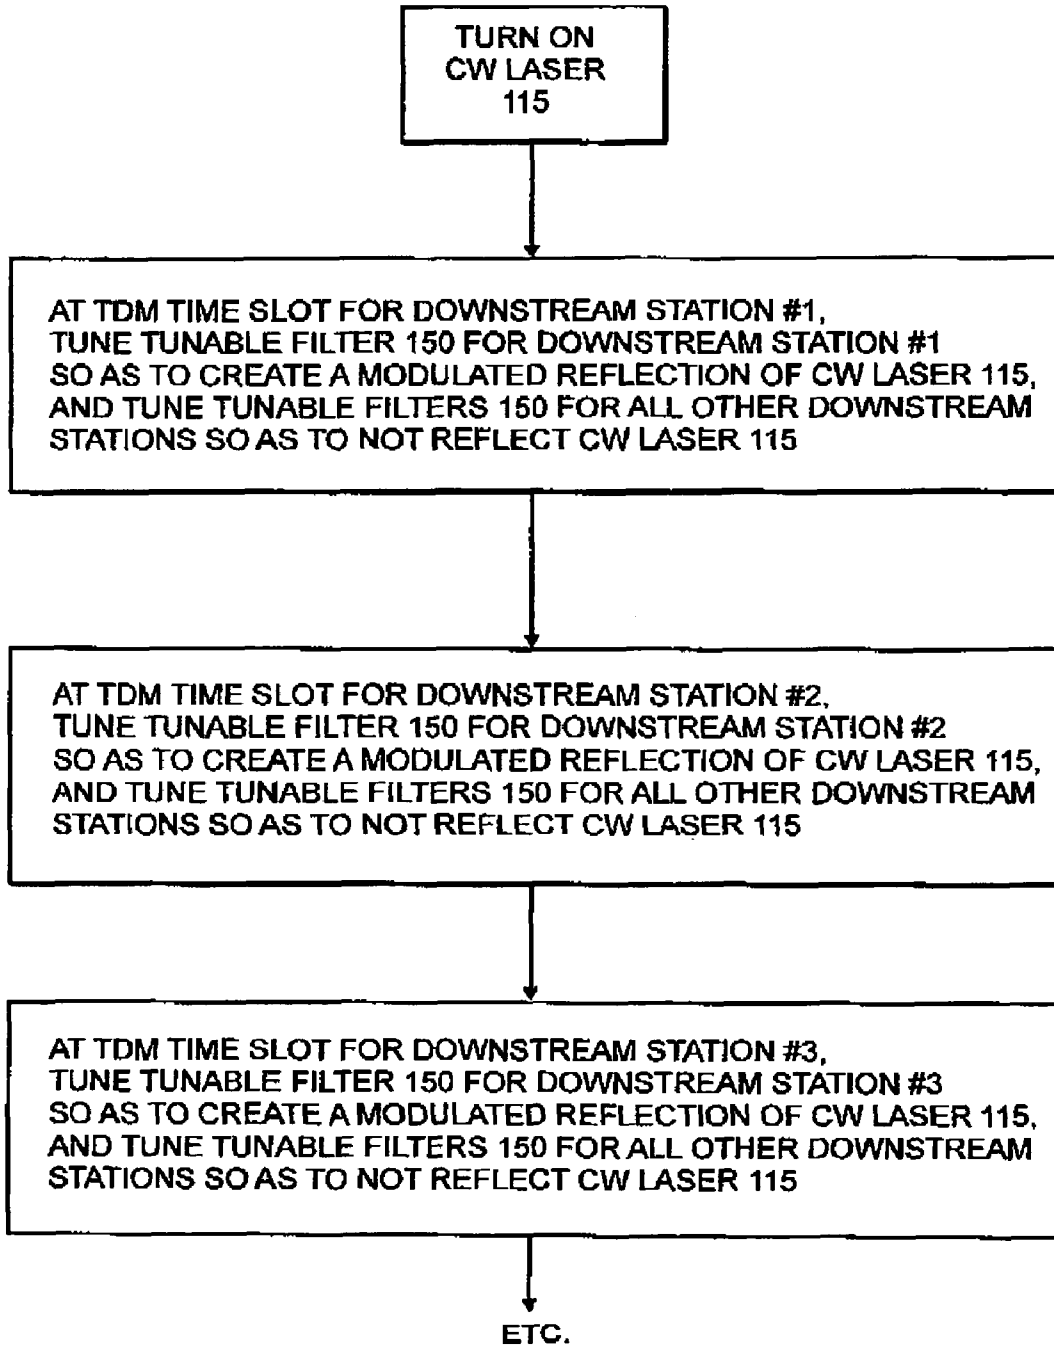 TURN ON
CW LASER
115
AT TDM TIME SLOT FOR DOWNSTREAM STATION #1,
TUNE TUNABLE FILTER 150 FOR DOWNSTREAM STATION #1
SO AS TO CREATE A MODULATED REFLECTION OF CW LASER 115,
AND TUNE TUNABLE FILTERS 150 FOR ALL OTHER DOWNSTREAM
STATIONS SO AS TO NOT REFLECT CW LASER 115
AT TDM TIME SLOT FOR DOWNSTREAM STATION #2,
TUNE TUNABLE FILTER 150 FOR DOWNSTREAM STATION #2
SO AS TO CREATE A MODULATED REFLECTION OF CW LASER 115,
AND TUNE TUNABLE FILTERS 150 FOR ALL OTHER DOWNSTREAM
STATIONS SO AS TO NOT REFLECT CW LASER 115
AT TDM TIME SLOT FOR DOWNSTREAM STATION #3,
TUNE TUNABLE FILTER 150 FOR DOWNSTREAM STATION #3
SO AS TO CREATE A MODULATED REFLECTION OF CW LASER 115,
AND TUNE TUNABLE FILTERS 150 FOR ALL OTHER DOWNSTREAM
STATIONS SO AS TO NOT REFLECT CW LASER 115
ETC.